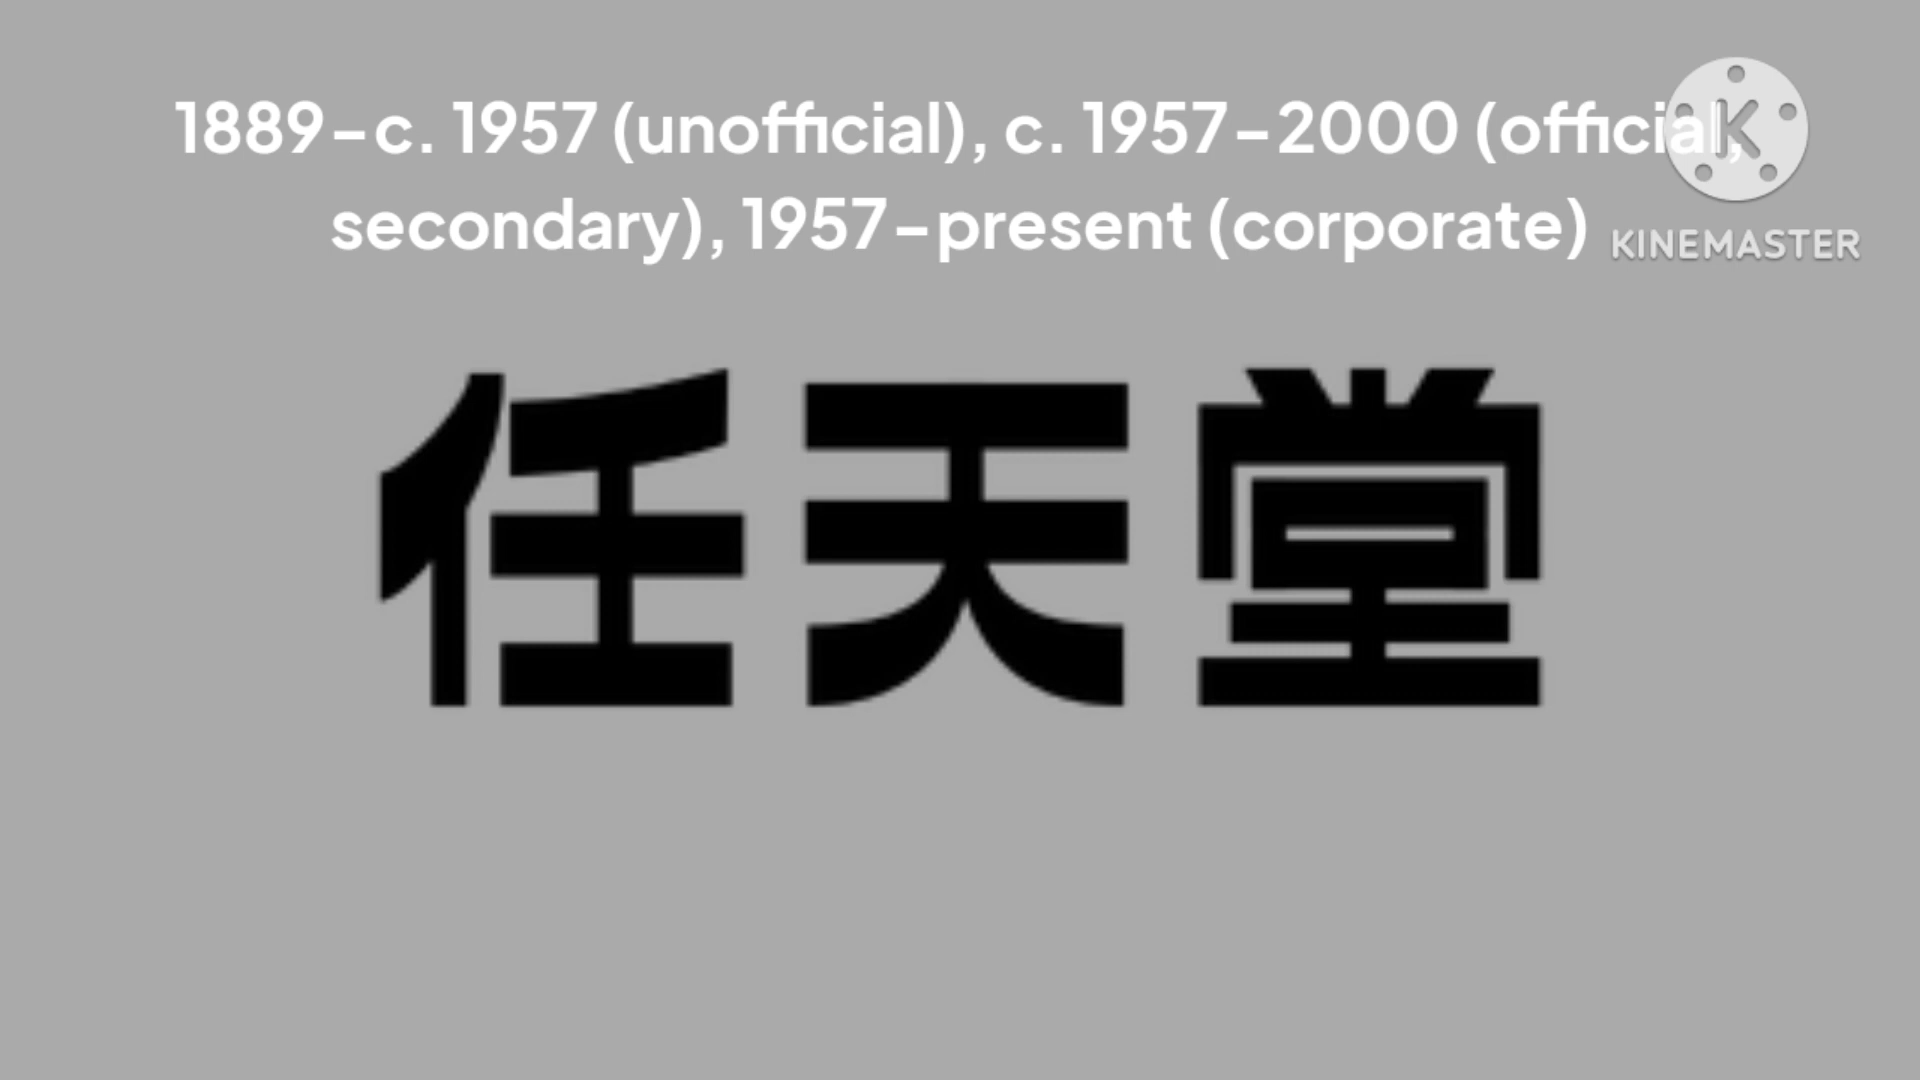 1889–c. 1957 (unofficial), c. 1957–2000 (official,
secondary), 1957–present (corporate)
KINEMASTER
任天堂